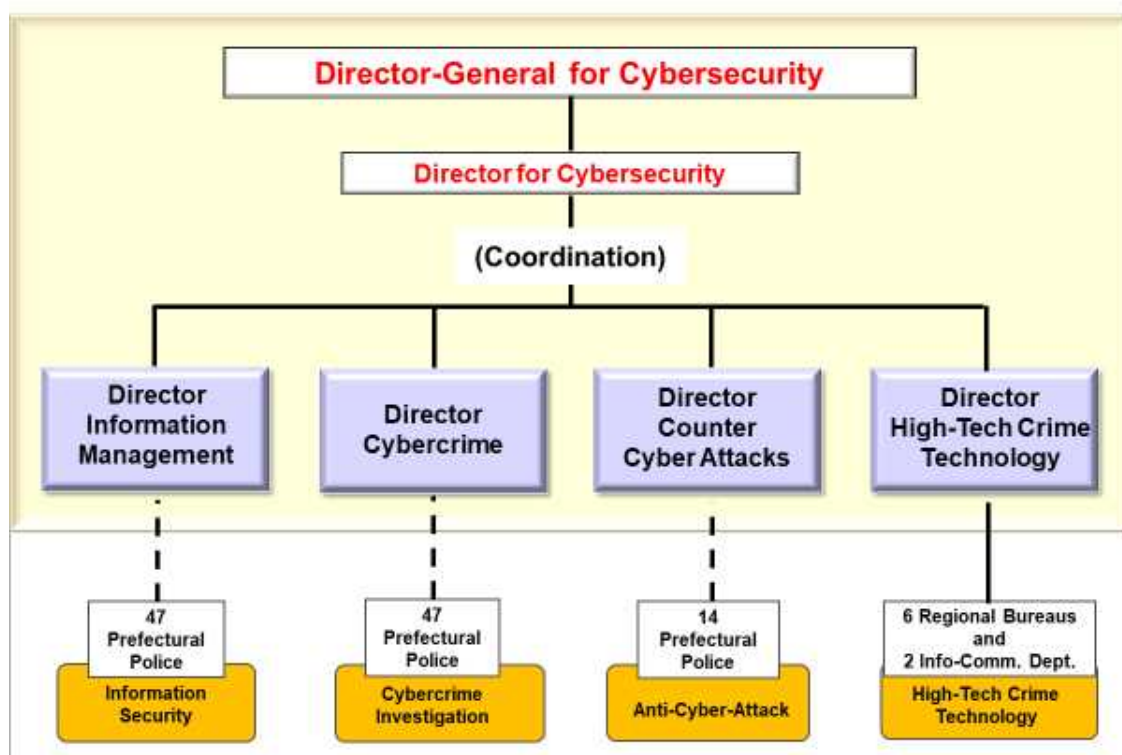 Director-General for Cybersecurity
Director for Cybersecurity
(Coordination)
Director
Information
Management
Director
Cybercrime
Director
Counter
Cyber Attacks
Director
High-Tech Crime
Technology
47
Prefectural
Police
Information
Security
47
Prefectural
Police
Cybercrime
Investigation
14
Prefectural
Police
Anti-Cyber-Attack
6 Regional Bureaus
and
2 Info-Comm. Dept.
High-Tech Crime
Technology